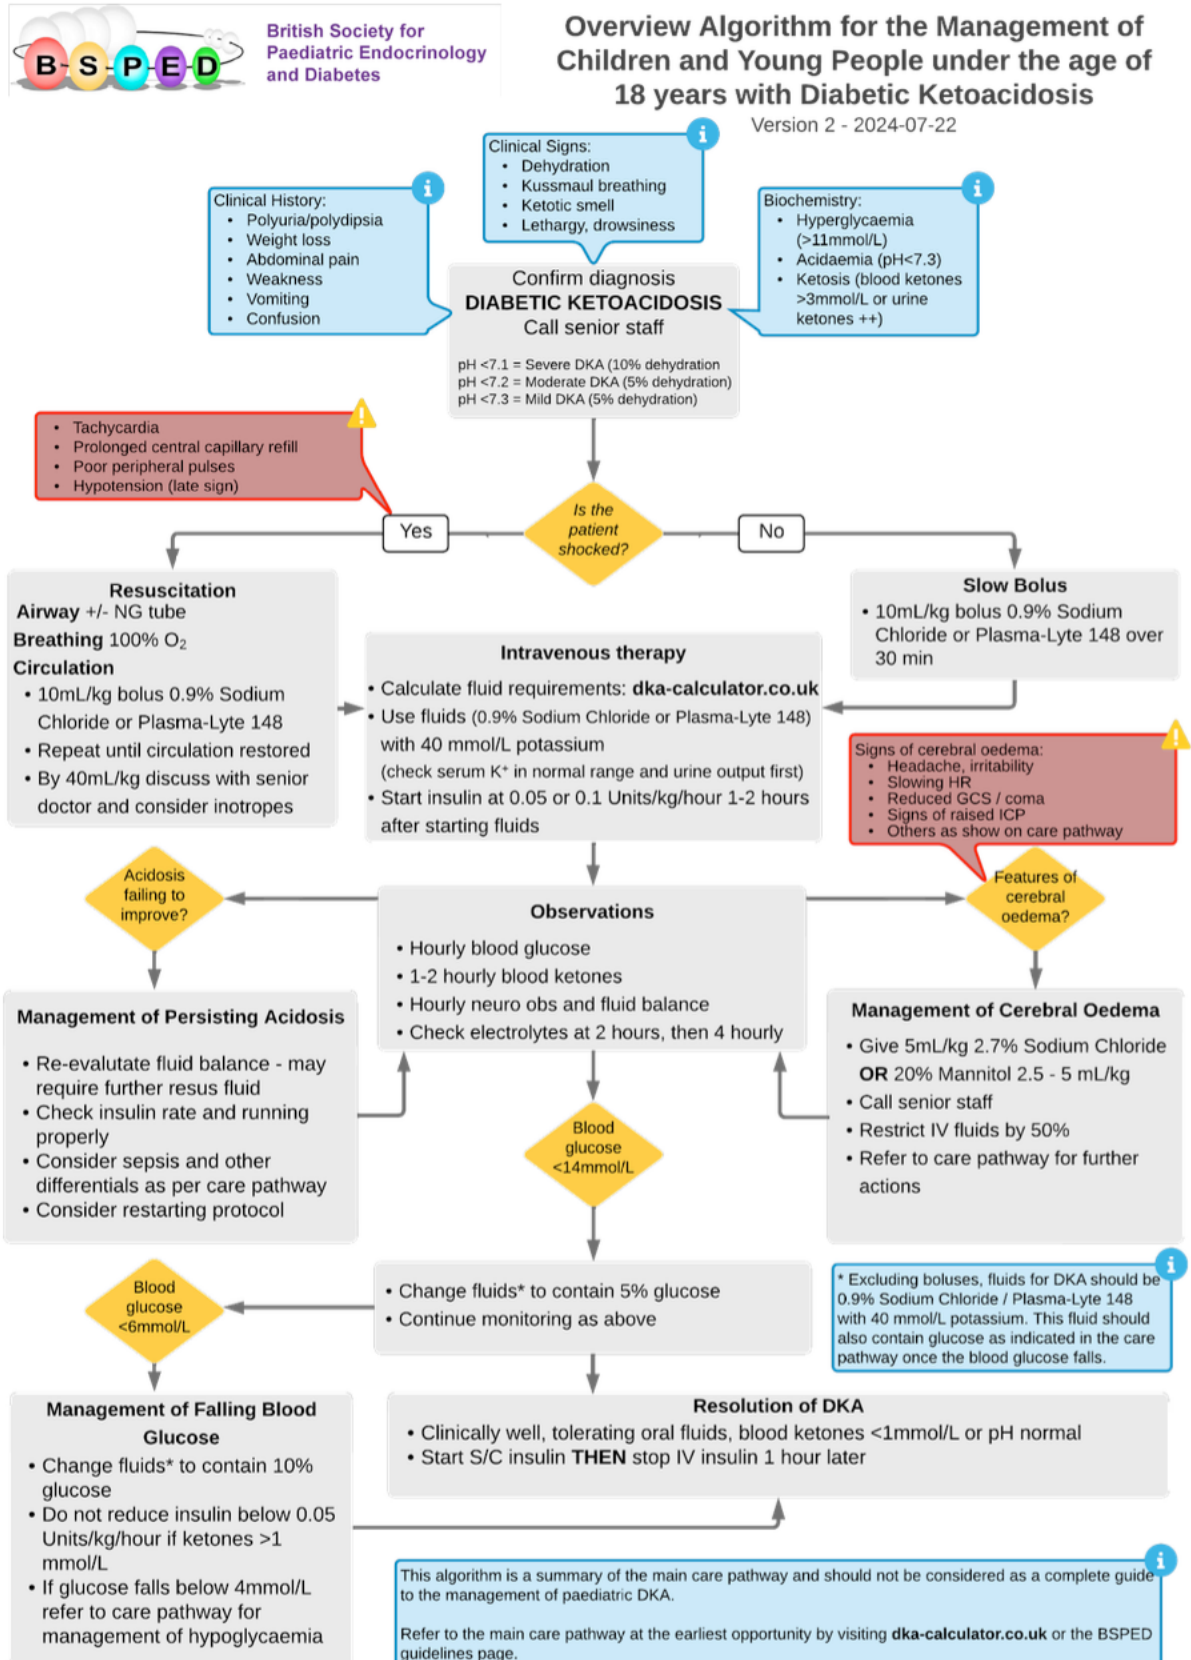 B-S-P-E-D
British Society for
Paediatric Endocrinology
and Diabetes
Overview Algorithm for the Management of
Children and Young People under the age of
18 years with Diabetic Ketoacidosis
Version 2 - 2024-07-22
Clinical Signs:
• Dehydration
• Kussmaul breathing
• Ketotic smell
• Lethargy, drowsiness
i
Clinical History:
• Polyuria/polydipsia
• Weight loss
• Abdominal pain
• Weakness
• Vomiting
• Confusion
i
Biochemistry:
• Hyperglycaemia
(>11mmol/L)
• Acidaemia (pH<7.3)
• Ketosis (blood ketones
>3mmol/L or urine
ketones ++)
i
Confirm diagnosis
DIABETIC KETOACIDOSIS
Call senior staff
pH <7.1 = Severe DKA (10% dehydration
pH <7.2 = Moderate DKA (5% dehydration)
pH <7.3 = Mild DKA (5% dehydration)
• Tachycardia
• Prolonged central capillary refill
• Poor peripheral pulses
• Hypotension (late sign)
!
Is the
patient
shocked?
Yes
No
Resuscitation
Airway +/- NG tube
Breathing 100% O₂
Circulation
• 10mL/kg bolus 0.9% Sodium
Chloride or Plasma-Lyte 148
• Repeat until circulation restored
• By 40mL/kg discuss with senior
doctor and consider inotropes
Slow Bolus
• 10mL/kg bolus 0.9% Sodium
Chloride or Plasma-Lyte 148 over
30 min
Intravenous therapy
• Calculate fluid requirements: dka-calculator.co.uk
• Use fluids (0.9% Sodium Chloride or Plasma-Lyte 148)
with 40 mmol/L potassium
(check serum K⁺ in normal range and urine output first)
• Start insulin at 0.05 or 0.1 Units/kg/hour 1-2 hours
after starting fluids
Signs of cerebral oedema:
• Headache, irritability
• Slowing HR
• Reduced GCS / coma
• Signs of raised ICP
• Others as show on care pathway
!
Acidosis
failing to
improve?
Observations
• Hourly blood glucose
• 1-2 hourly blood ketones
• Hourly neuro obs and fluid balance
• Check electrolytes at 2 hours, then 4 hourly
Features of
cerebral
oedema?
Management of Persisting Acidosis
• Re-evalutate fluid balance - may
require further resus fluid
• Check insulin rate and running
properly
• Consider sepsis and other
differentials as per care pathway
• Consider restarting protocol
Management of Cerebral Oedema
• Give 5mL/kg 2.7% Sodium Chloride
OR 20% Mannitol 2.5 - 5 mL/kg
• Call senior staff
• Restrict IV fluids by 50%
• Refer to care pathway for further
actions
Blood
glucose
<14mmol/L
• Change fluids* to contain 5% glucose
• Continue monitoring as above
Blood
glucose
<6mmol/L
* Excluding boluses, fluids for DKA should be
0.9% Sodium Chloride / Plasma-Lyte 148
with 40 mmol/L potassium. This fluid should
also contain glucose as indicated in the care
pathway once the blood glucose falls.
i
Management of Falling Blood
Glucose
• Change fluids* to contain 10%
glucose
• Do not reduce insulin below 0.05
Units/kg/hour if ketones >1
mmol/L
• If glucose falls below 4mmol/L
refer to care pathway for
management of hypoglycaemia
Resolution of DKA
• Clinically well, tolerating oral fluids, blood ketones <1mmol/L or pH normal
• Start S/C insulin THEN stop IV insulin 1 hour later
i
This algorithm is a summary of the main care pathway and should not be considered as a complete guide
to the management of paediatric DKA.
Refer to the main care pathway at the earliest opportunity by visiting dka-calculator.co.uk or the BSPED
guidelines page.